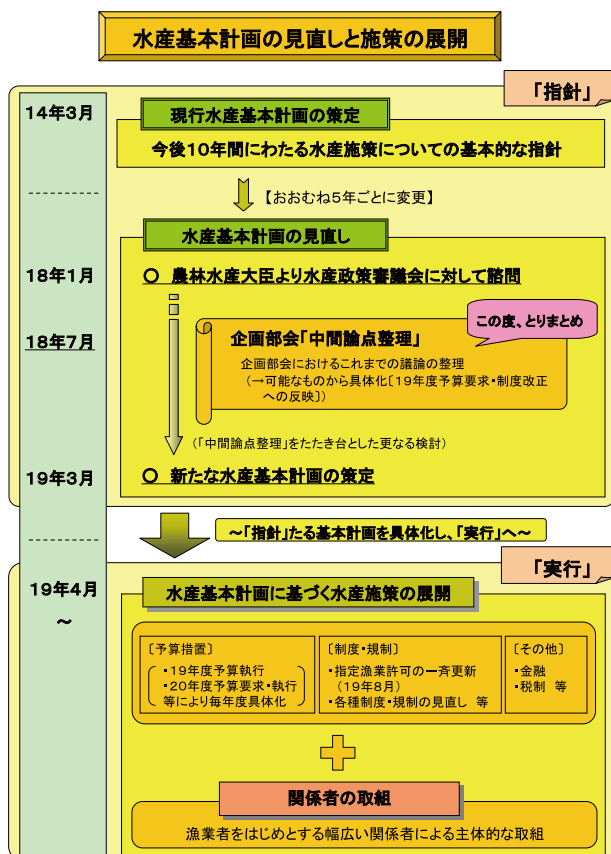 水産基本計画の見直しと施策の展開
「指針」
14年3月
現行水産基本計画の策定
今後10年間にわたる水産施策についての基本的な指針
【おおむね5年ごとに変更】
水産基本計画の見直し
18年1月
○ 農林水産大臣より水産政策審議会に対して諮問
この度、とりまとめ
18年7月
企画部会「中間論点整理」
企画部会におけるこれまでの議論の整理
(→可能なものから具体化〔19年度予算要求・制度改正
への反映〕)
(「中間論点整理」をたたき台とした更なる検討)
19年3月
○ 新たな水産基本計画の策定
～「指針」たる基本計画を具体化し、「実行」へ～
「実行」
19年4月
～
水産基本計画に基づく水産施策の展開
〔予算措置〕
・19年度予算執行
・20年度予算要求・執行
等により毎年度具体化
〔制度・規制〕
・指定漁業許可の一斉更新
(19年8月)
・各種制度・規制の見直し 等
〔その他〕
・金融
・税制 等
関係者の取組
漁業者をはじめとする幅広い関係者による主体的な取組